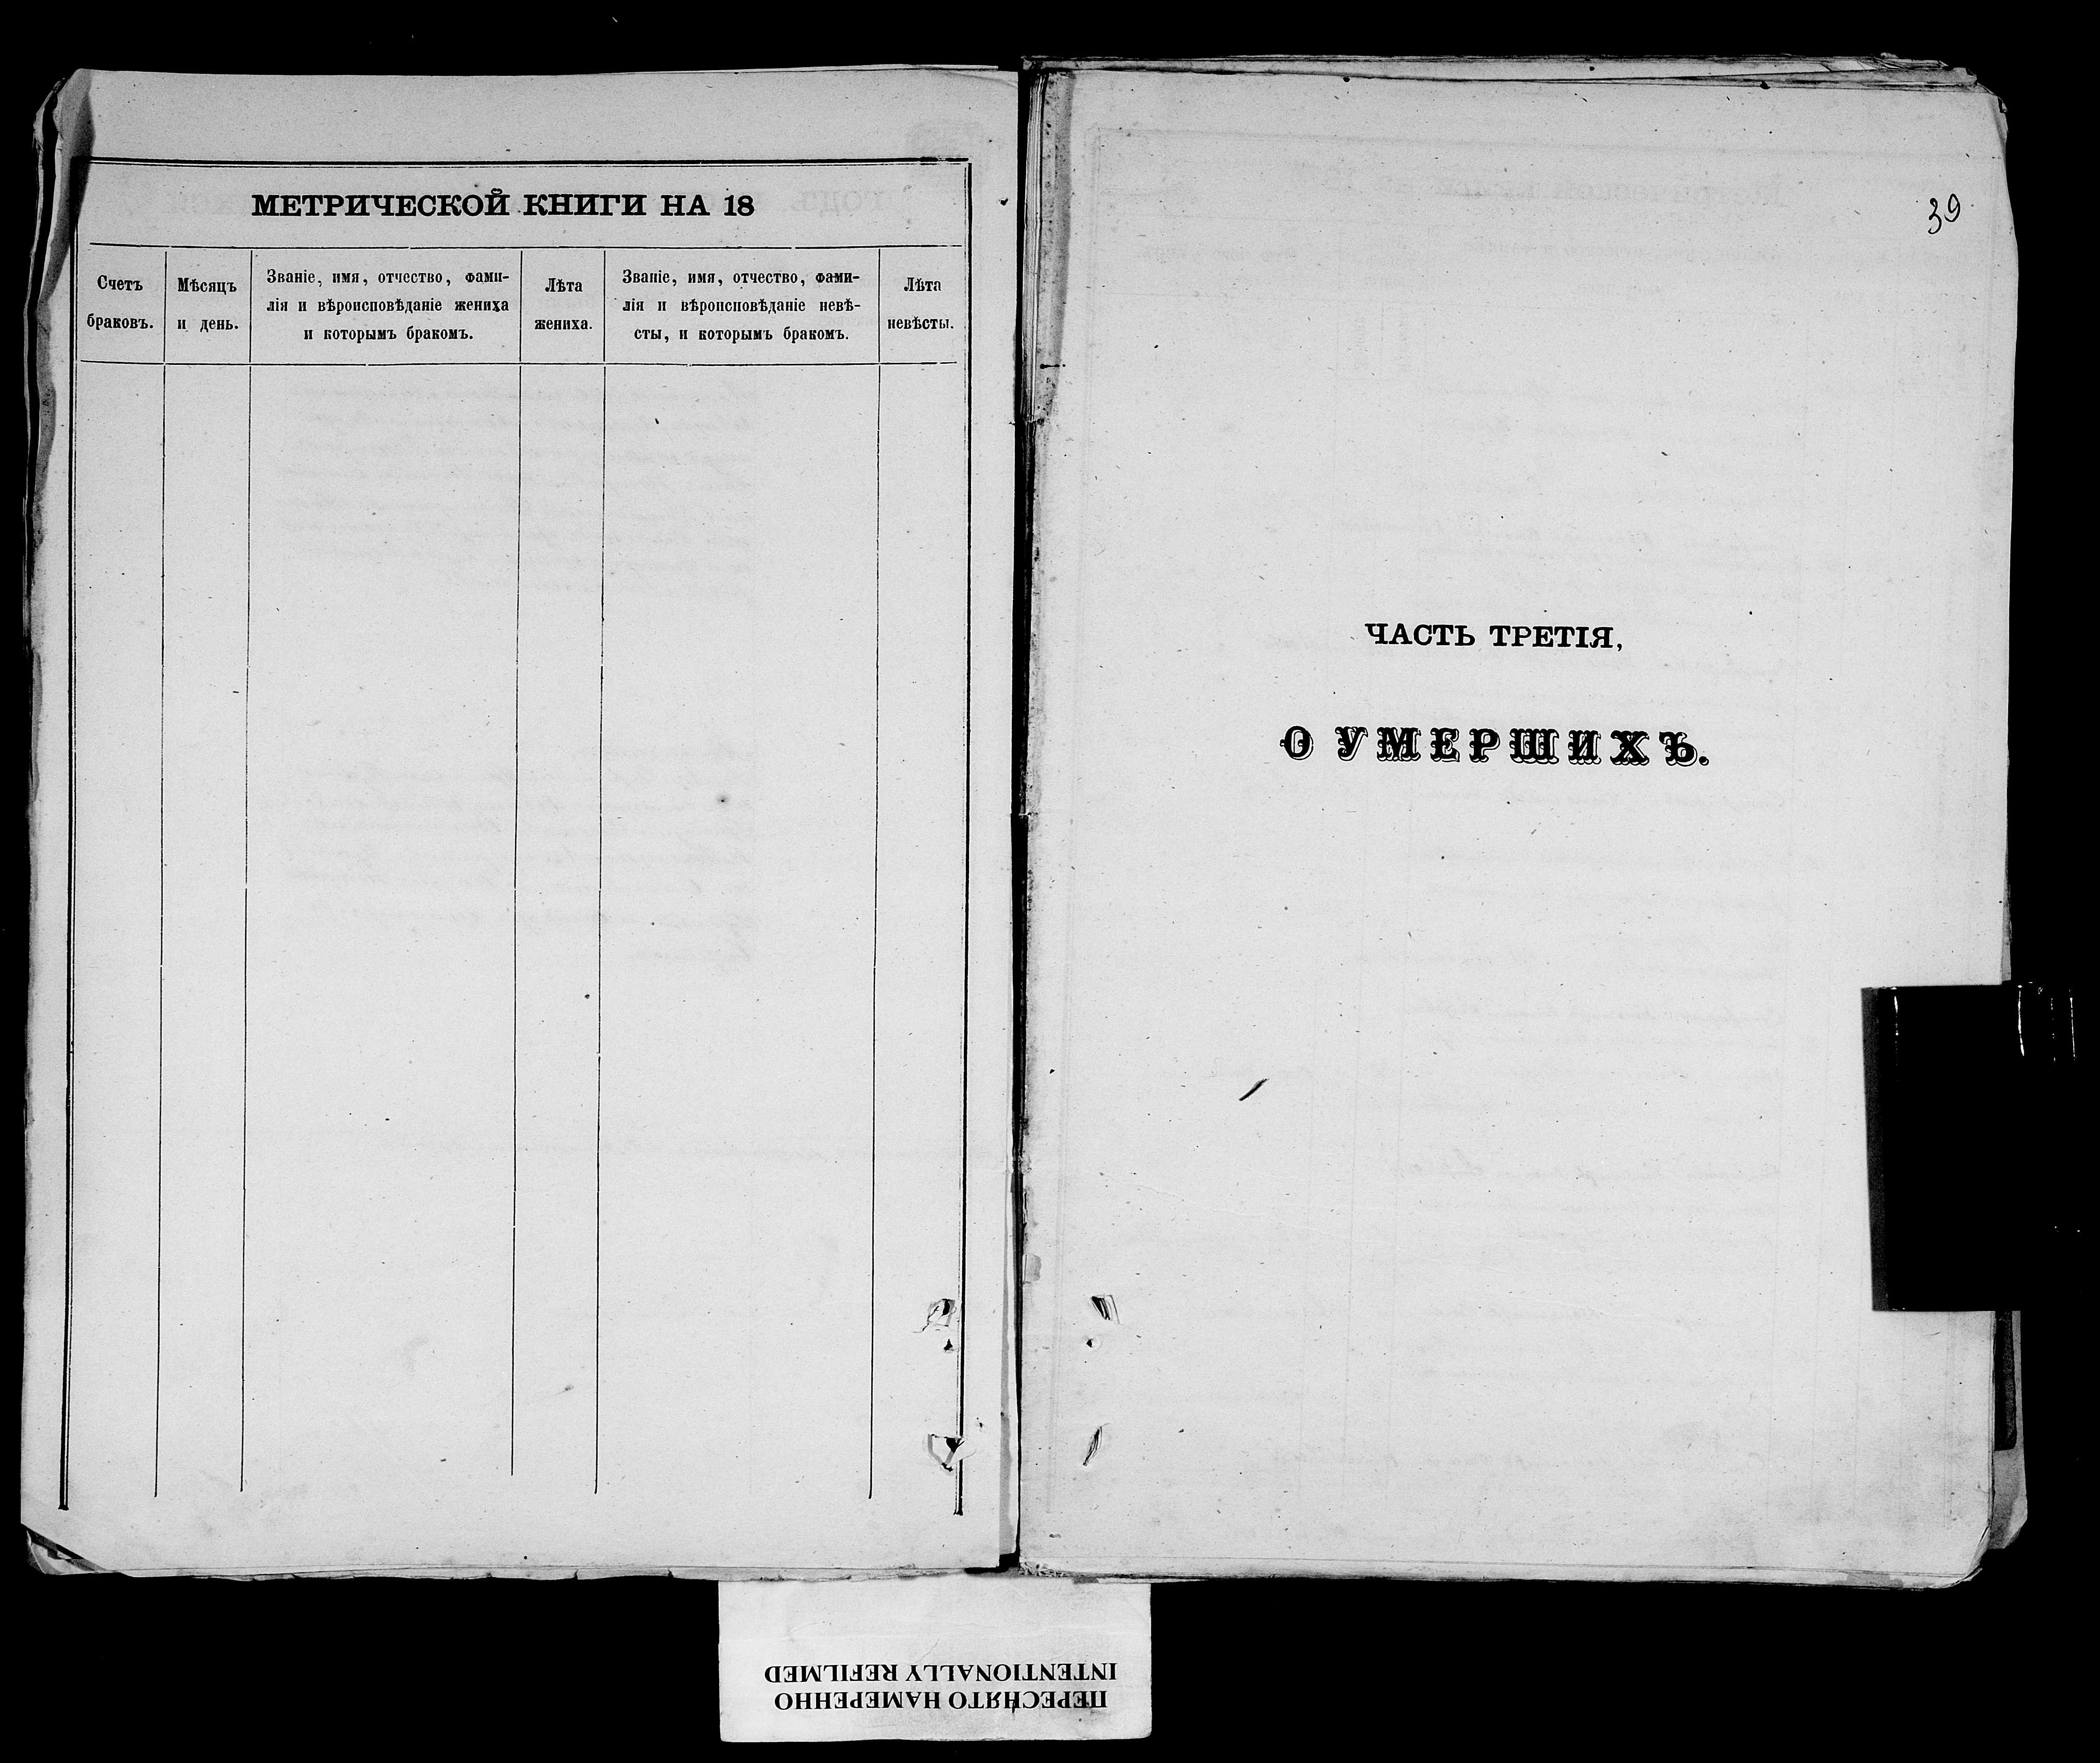 МЕТРИЧЕСКОЙ КНИГИ НА 18
Счетъ
браковъ.
Мѣсяцъ
и день.
Званіе, имя, отчество, фами-
лія и вѣроисповѣданіе жениха
и которымъ бракомъ.
Лѣта
жениха.
Званіе, имя, отчество, фами-
лія и вѣроисповѣданіе невѣ-
сты, и которымъ бракомъ.
Лѣта
невѣсты.
39
ЧАСТЬ ТРЕТІЯ,
О УМЕРШИХЪ.
ПЕРЕСНЯТО НАМЕРЕННО
INTENTIONALLY REFILMED